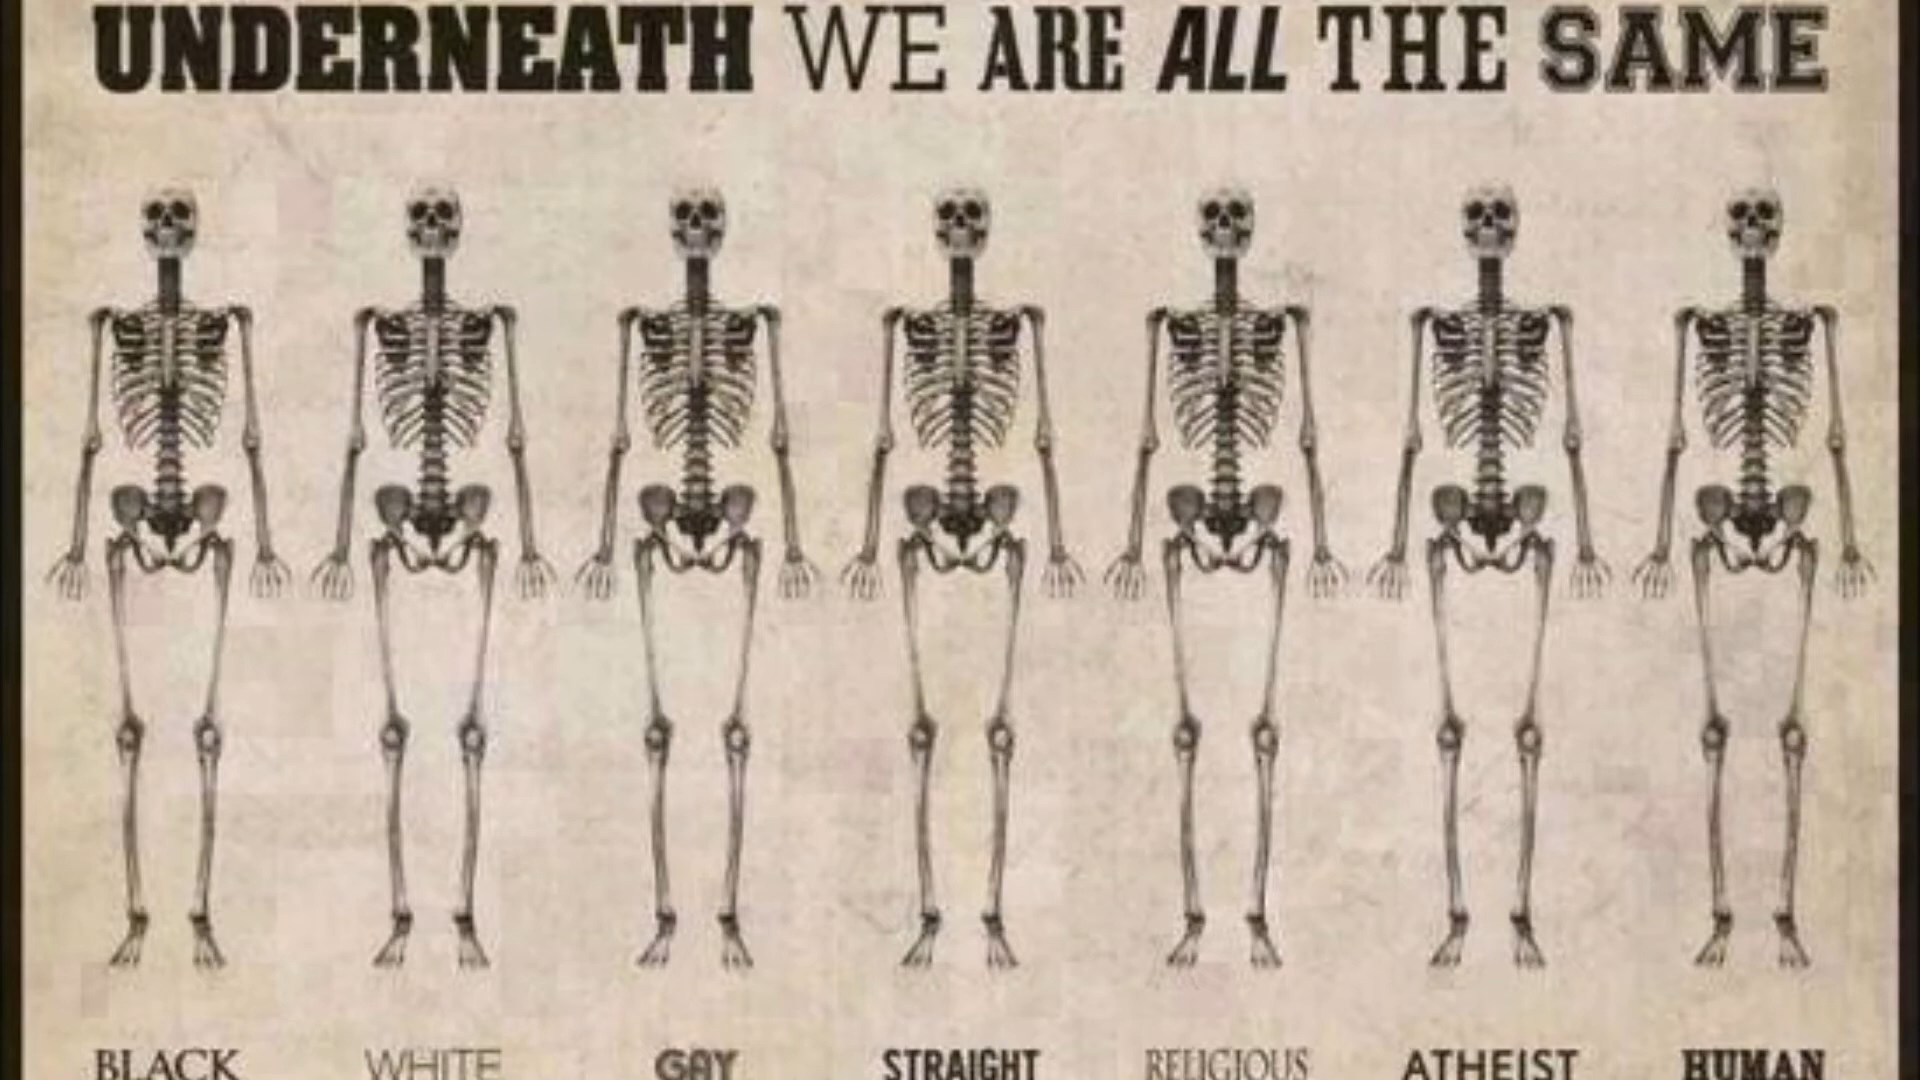 UNDERNEATH WE ARE ALL THE SAME
BLACK WHITE GAY STRAIGHT RELIGIOUS ATHEIST HUMAN